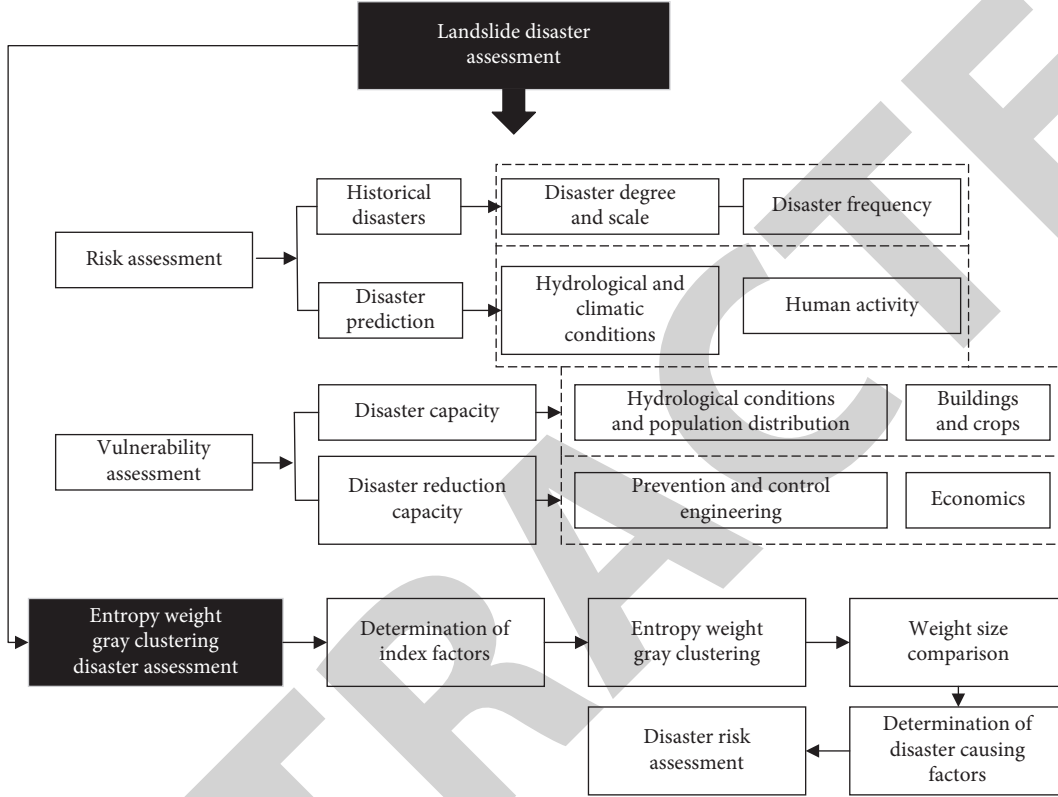 Landslide disaster
assessment
Historical
disasters
Disaster degree
and scale
Disaster frequency
Risk assessment
Disaster
prediction
Hydrological and
climatic
conditions
Human activity
Disaster capacity
Hydrological conditions
and population distribution
Buildings
and crops
Vulnerability
assessment
Disaster reduction
capacity
Prevention and control
engineering
Economics
Entropy weight
gray clustering
disaster assessment
Determination of
index factors
Entropy weight
gray clustering
Weight size
comparison
Disaster risk
assessment
Determination of
disaster causing
factors
TRACTE